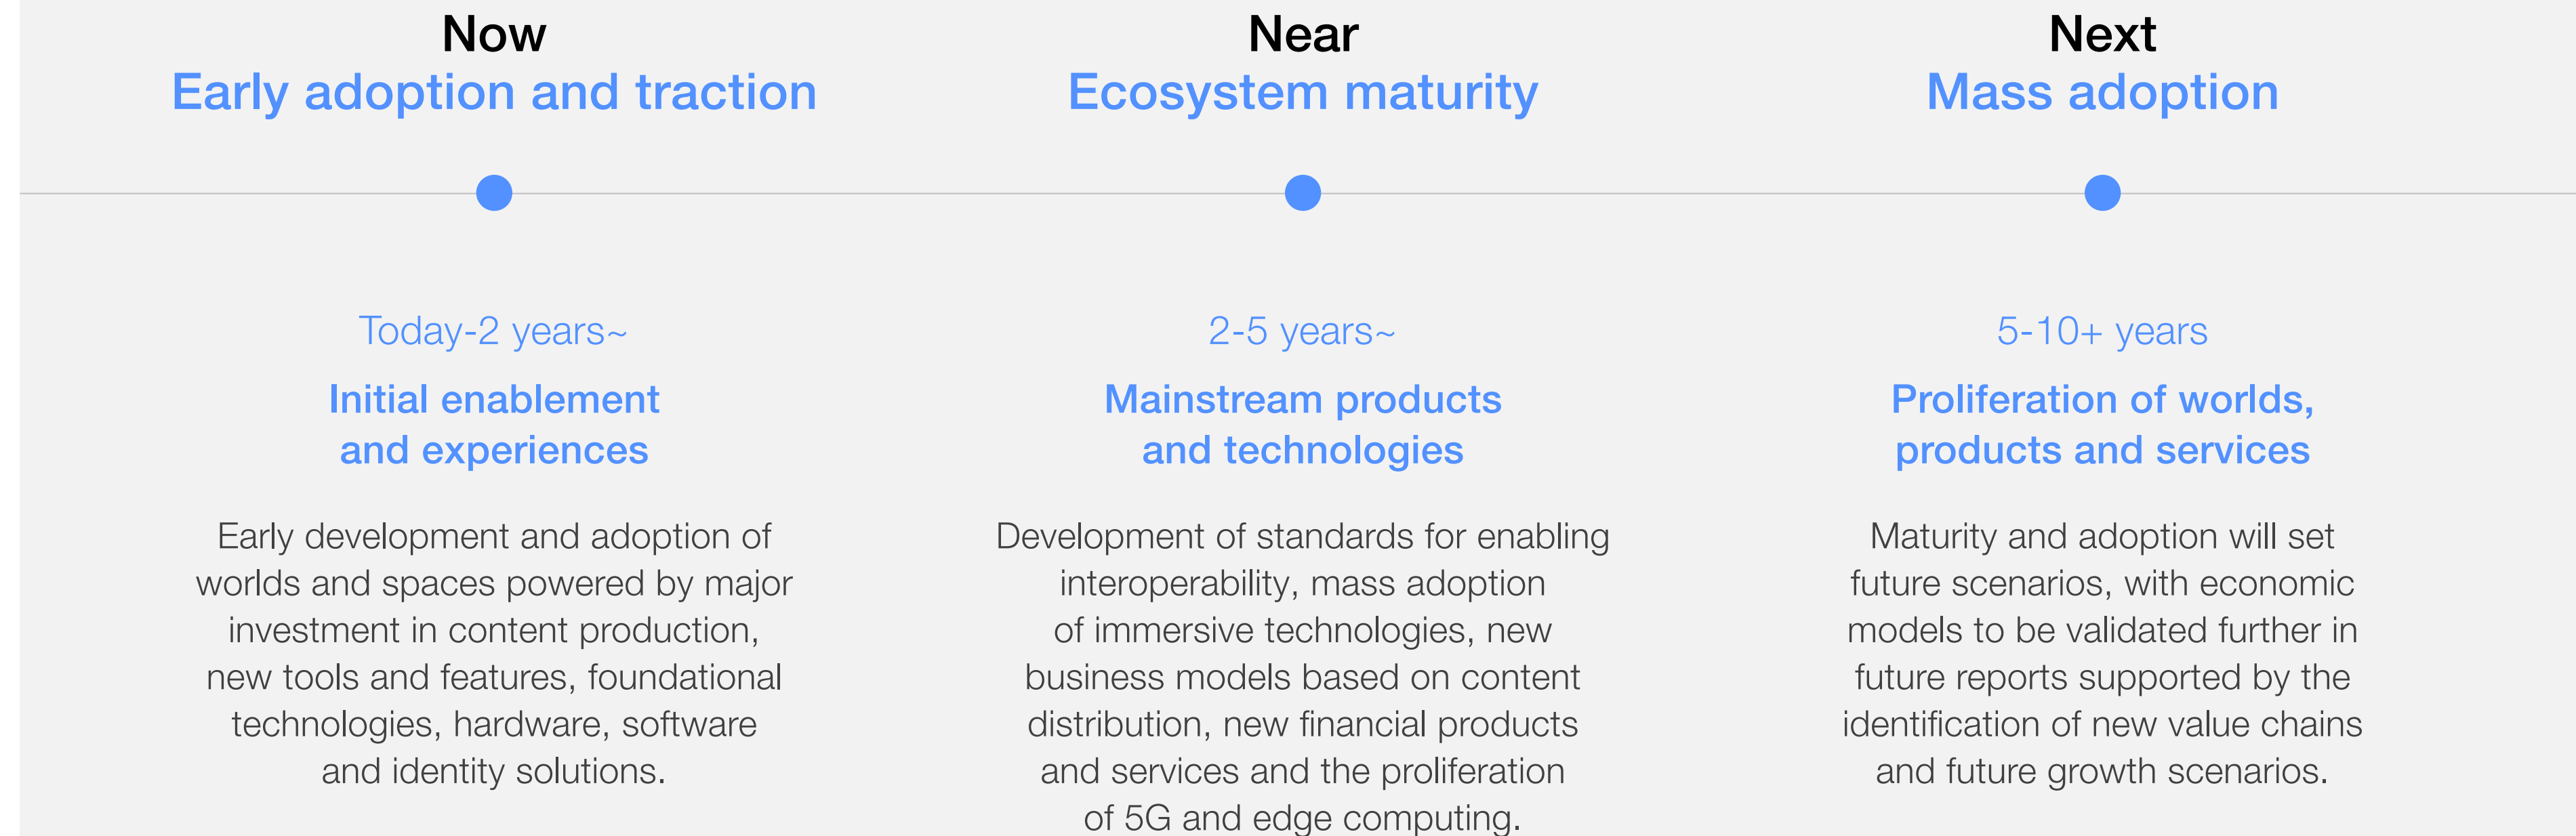 Now
Early adoption and traction
Today-2 years~
Initial enablement
and experiences
Early development and adoption of
worlds and spaces powered by major
investment in content production,
new tools and features, foundational
technologies, hardware, software
and identity solutions.
Near
Ecosystem maturity
2-5 years~
Mainstream products
and technologies
Development of standards for enabling
interoperability, mass adoption
of immersive technologies, new
business models based on content
distribution, new financial products
and services and the proliferation
of 5G and edge computing.
Next
Mass adoption
5-10+ years
Proliferation of worlds,
products and services
Maturity and adoption will set
future scenarios, with economic
models to be validated further in
future reports supported by the
identification of new value chains
and future growth scenarios.